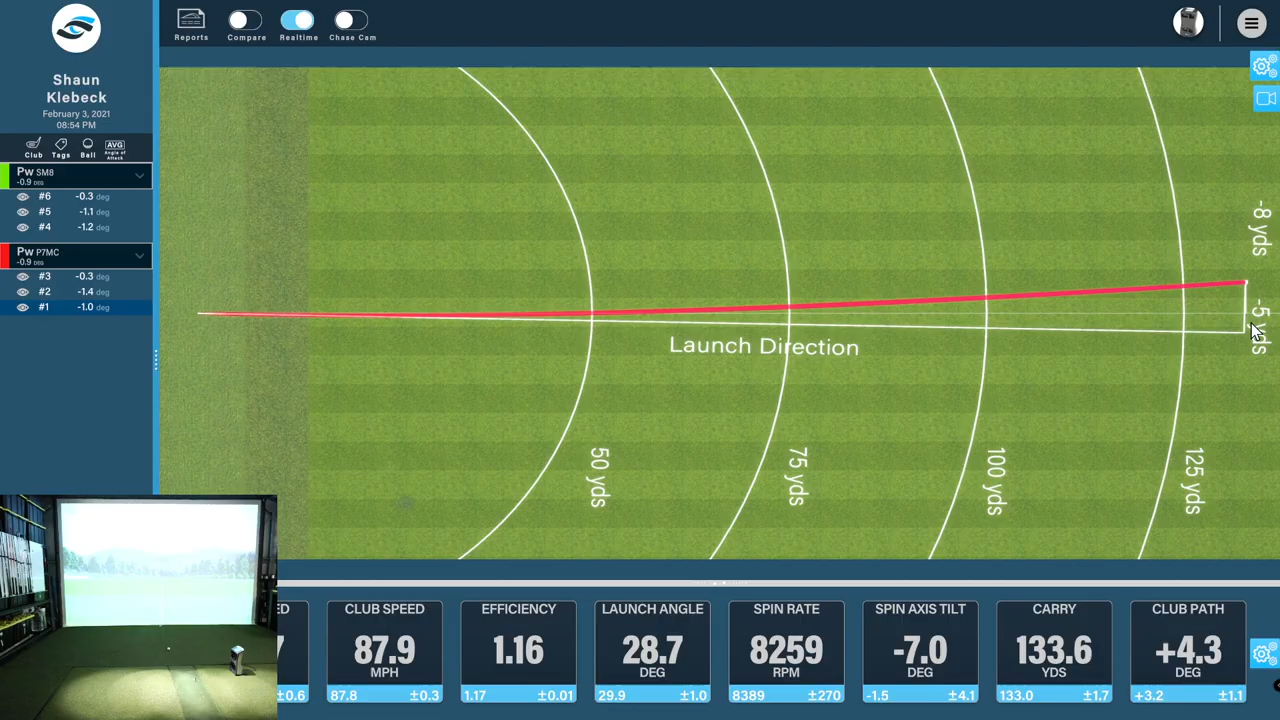 Reports
Compare
Realtime
Chase Cam
Shaun
Klebeck
February 3, 2021
08:54 PM
Club
Tags
Ball
AVG
Angle of
Attack
Pw SM8
-0.9 DEG
#6 -0.3 deg
#5 -1.1 deg
#4 -1.2 deg
Pw P7MC
-0.9 DEG
#3 -0.3 deg
#2 -1.4 deg
#1 -1.0 deg
-8 yds
-5 yds
Launch Direction
50 yds
75 yds
100 yds
125 yds
ED
7
±0.6
CLUB SPEED
87.9
MPH
87.8 ±0.3
EFFICIENCY
1.16
1.17 ±0.01
LAUNCH ANGLE
28.7
DEG
29.9 ±1.0
SPIN RATE
8259
RPM
8389 ±270
SPIN AXIS TILT
-7.0
DEG
-1.5 ±4.1
CARRY
133.6
YDS
133.0 ±1.7
CLUB PATH
+4.3
DEG
+3.2 ±1.1